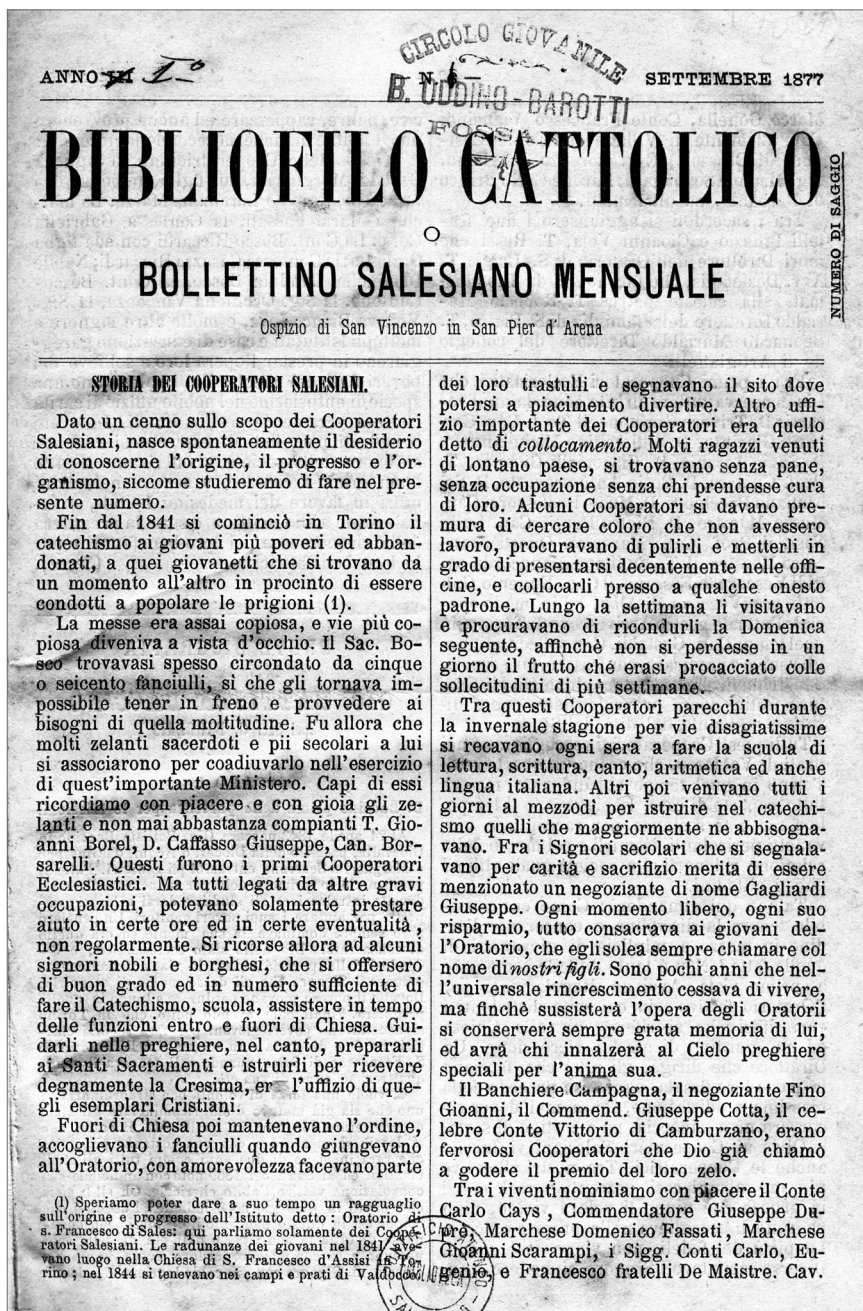 ANNO III I.º
N. 6
SETTEMBRE 1877
CIRCOLO GIOVANILE
B. UDDINO-BAROTTI
FOSSANO
BIBLIOFILO CATTOLICO
O
BOLLETTINO SALESIANO MENSUALE
Ospizio di San Vincenzo in San Pier d'Arena
NUMERO DI SAGGIO
STORIA DEI COOPERATORI SALESIANI.
Dato un cenno sullo scopo dei Cooperatori
Salesiani, nasce spontaneamente il desiderio
di conoscerne l'origine, il progresso e l'or-
ganismo, siccome studieremo di fare nel pre-
sente numero.
Fin dal 1841 si cominciò in Torino il
catechismo ai giovani più poveri ed abban-
donati, a quei giovanetti che si trovano da
un momento all'altro in procinto di essere
condotti a popolare le prigioni (1).
La messe era assai copiosa, e vie più co-
piosa diveniva a vista d'occhio. Il Sac. Bo-
sco trovavasi spesso circondato da cinque
o seicento fanciulli, si che gli tornava im-
possibile tener in freno e provvedere ai
bisogni di quella moltitudine. Fu allora che
molti zelanti sacerdoti e pii secolari a lui
si associarono per coadiuvarlo nell'esercizio
di quest'importante Ministero. Capi di essi
ricordiamo con piacere e con gioia gli ze-
lanti e non mai abbastanza compianti T. Gio-
anni Borel, D. Caffasso Giuseppe, Can. Bor-
sarelli. Questi furono i primi Cooperatori
Ecclesiastici. Ma tutti legati da altre gravi
occupazioni, potevano solamente prestare
aiuto in certe ore ed in certe eventualità,
non regolarmente. Si ricorse allora ad alcuni
signori nobili e borghesi, che si offersero
di buon grado ed in numero sufficiente di
fare il Catechismo, scuola, assistere in tempo
delle funzioni entro e fuori di Chiesa. Gui-
darli nelle preghiere, nel canto, prepararli
ai Santi Sacramenti e istruirli per ricevere
degnamente la Cresima, er l'uffizio di que-
gli esemplari Cristiani.
Fuori di Chiesa poi mantenevano l'ordine,
accoglievano i fanciulli quando giungevano
all'Oratorio, con amorevolezza facevano parte
(1) Speriamo poter dare a suo tempo un ragguaglio
sull'origine e progresso dell'Istituto detto: Oratorio di
s. Francesco di Sales: qui parliamo solamente dei Coope-
ratori Salesiani. Le radunanze dei giovani nel 1841 ave-
vano luogo nella Chiesa di S. Francesco d'Assisi in To-
rino; nel 1844 si tenevano nei campi e prati di Valdocco.
dei loro trastulli e segnavano il sito dove
potersi a piacimento divertire. Altro uffi-
zio importante dei Cooperatori era quello
detto di collocamento. Molti ragazzi venuti
di lontano paese, si trovavano senza pane,
senza occupazione senza chi prendesse cura
di loro. Alcuni Cooperatori si davano pre-
mura di cercare coloro che non avessero
lavoro, procuravano di pulirli e metterli in
grado di presentarsi decentemente nelle offi-
cine, e collocarli presso a qualche onesto
padrone. Lungo la settimana li visitavano
e procuravano di ricondurli la Domenica
seguente, affinchè non si perdesse in un
giorno il frutto che erasi procacciato colle
sollecitudini di più settimane.
Tra questi Cooperatori parecchi durante
la invernale stagione per vie disagiatissime
si recavano ogni sera a fare la scuola di
lettura, scrittura, canto, aritmetica ed anche
lingua italiana. Altri poi venivano tutti i
giorni al mezzodì per istruire nel catechi-
smo quelli che maggiormente ne abbisogna-
vano. Fra i Signori secolari che si segnala-
vano per carità e sacrifizio merita di essere
menzionato un negoziante di nome Gagliardi
Giuseppe. Ogni momento libero, ogni suo
risparmio, tutto consacrava ai giovani del-
l'Oratorio, che egli solea sempre chiamare col
nome di nostri figli. Sono pochi anni che nel-
l'universale rincrescimento cessava di vivere,
ma finchè sussisterà l'opera degli Oratorii
si conserverà sempre grata memoria di lui,
ed avrà chi innalzerà al Cielo preghiere
speciali per l'anima sua.
Il Banchiere Campagna, il negoziante Fino
Gioanni, il Commend. Giuseppe Cotta, il ce-
lebre Conte Vittorio di Camburzano, erano
fervorosi Cooperatori che Dio già chiamò
a godere il premio del loro zelo.
Tra i viventi nominiamo con piacere il Conte
Carlo Cays, Commendatore Giuseppe Du-
prè, Marchese Domenico Fassati, Marchese
Gioanni Scarampi, i Sigg. Conti Carlo, Eu-
genio, e Francesco fratelli De Maistre. Cav.